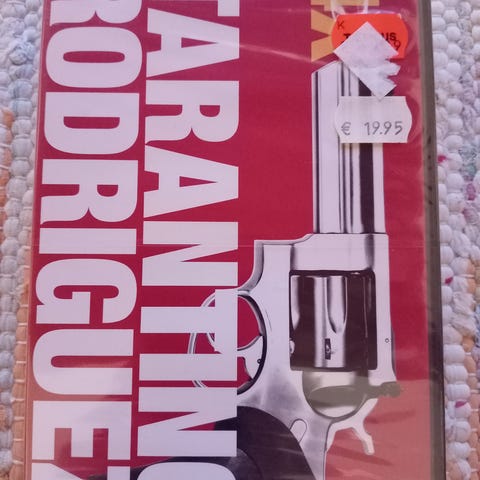 TARANTINO
RODRIGUEZ
K
€ 19.95